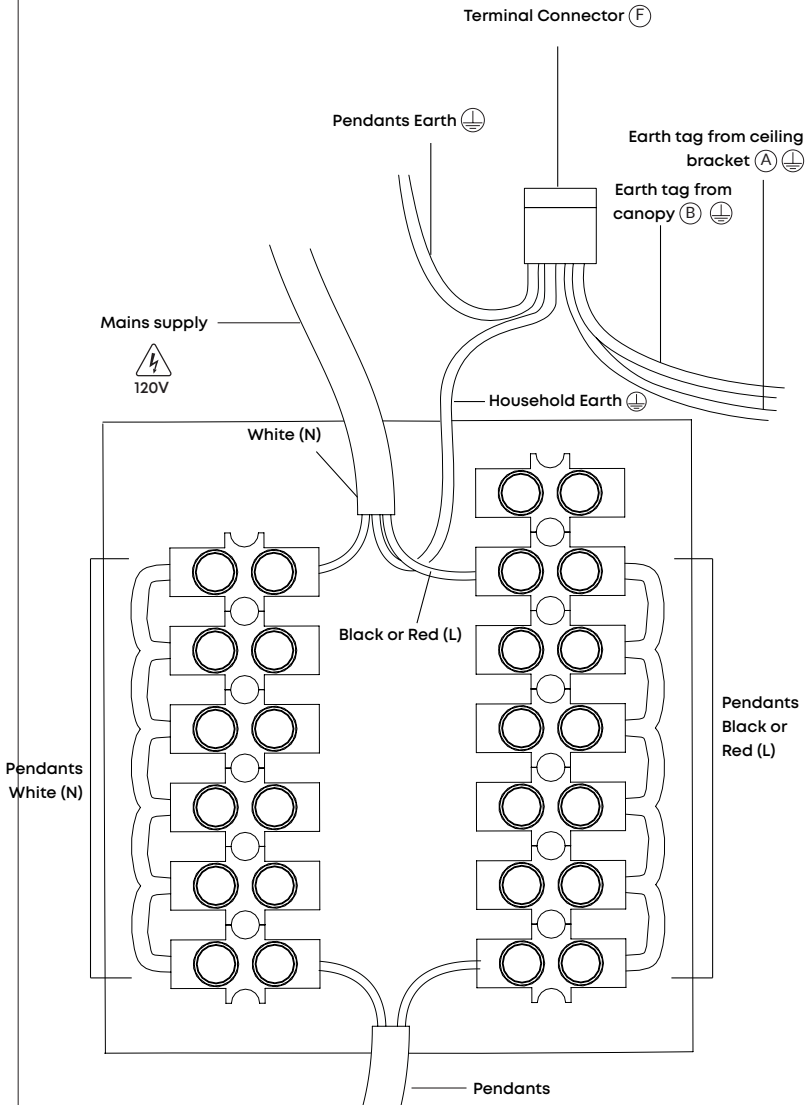 Terminal Connector F
Pendants Earth
Earth tag from ceiling
bracket A
Earth tag from
canopy B
Mains supply
120V
Household Earth
White (N)
Black or Red (L)
Pendants
Black or
Red (L)
Pendants
White (N)
Pendants